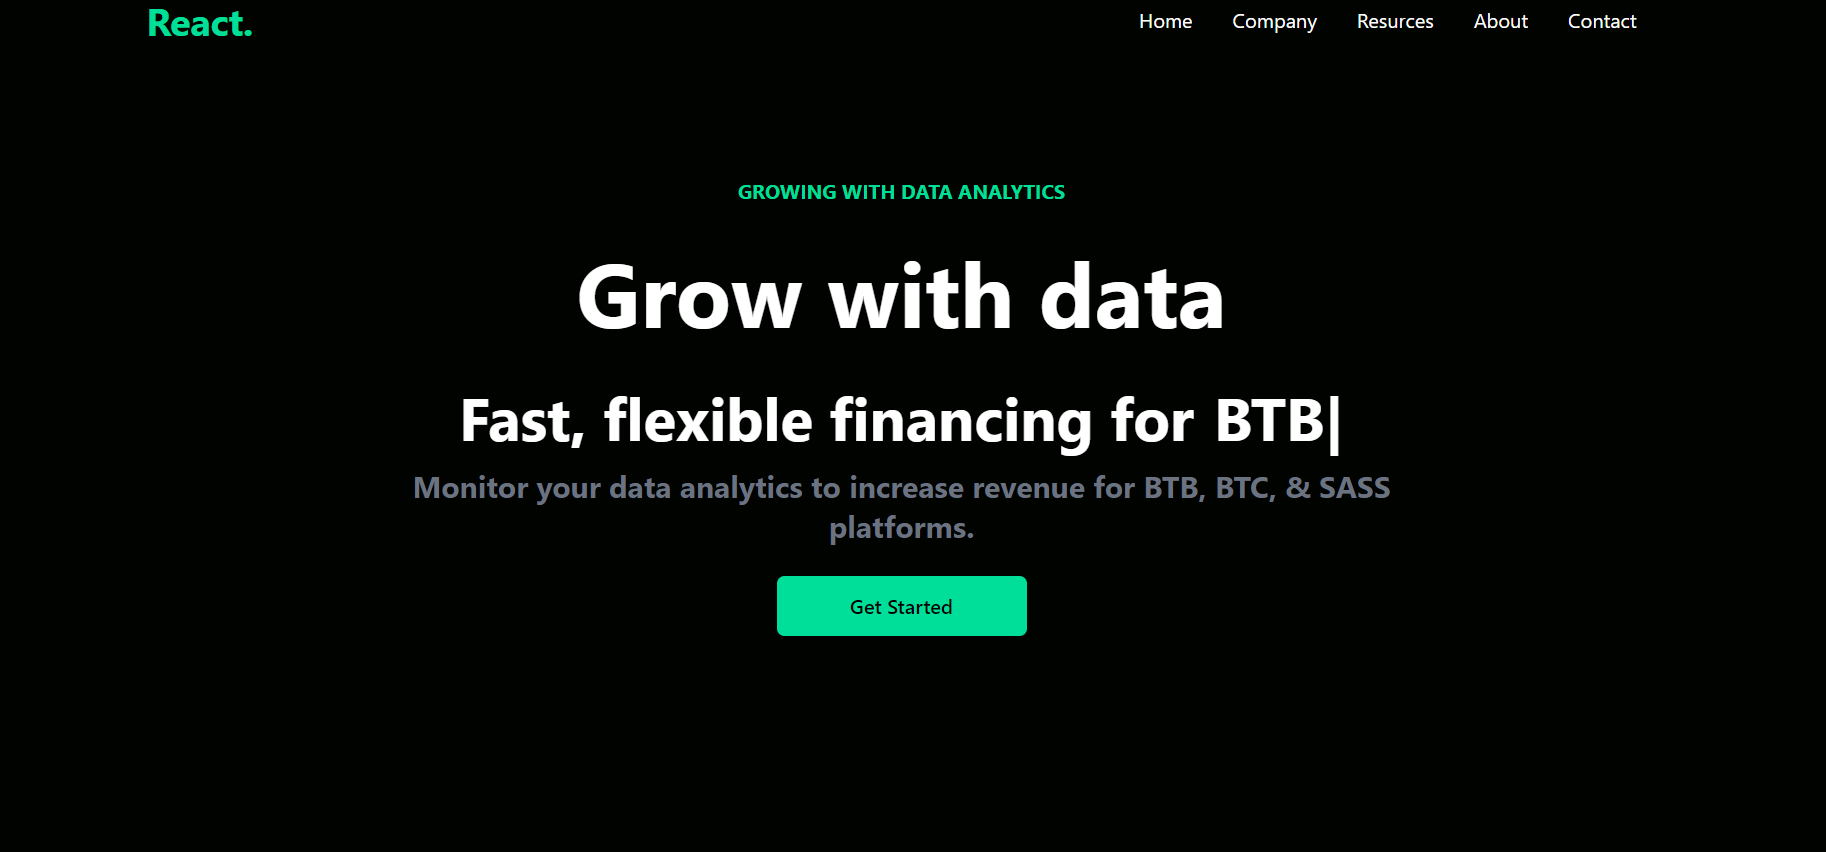 React.
Home Company Resurces About Contact
GROWING WITH DATA ANALYTICS
Grow with data
Fast, flexible financing for BTB|
Monitor your data analytics to increase revenue for BTB, BTC, & SASS
platforms.
Get Started